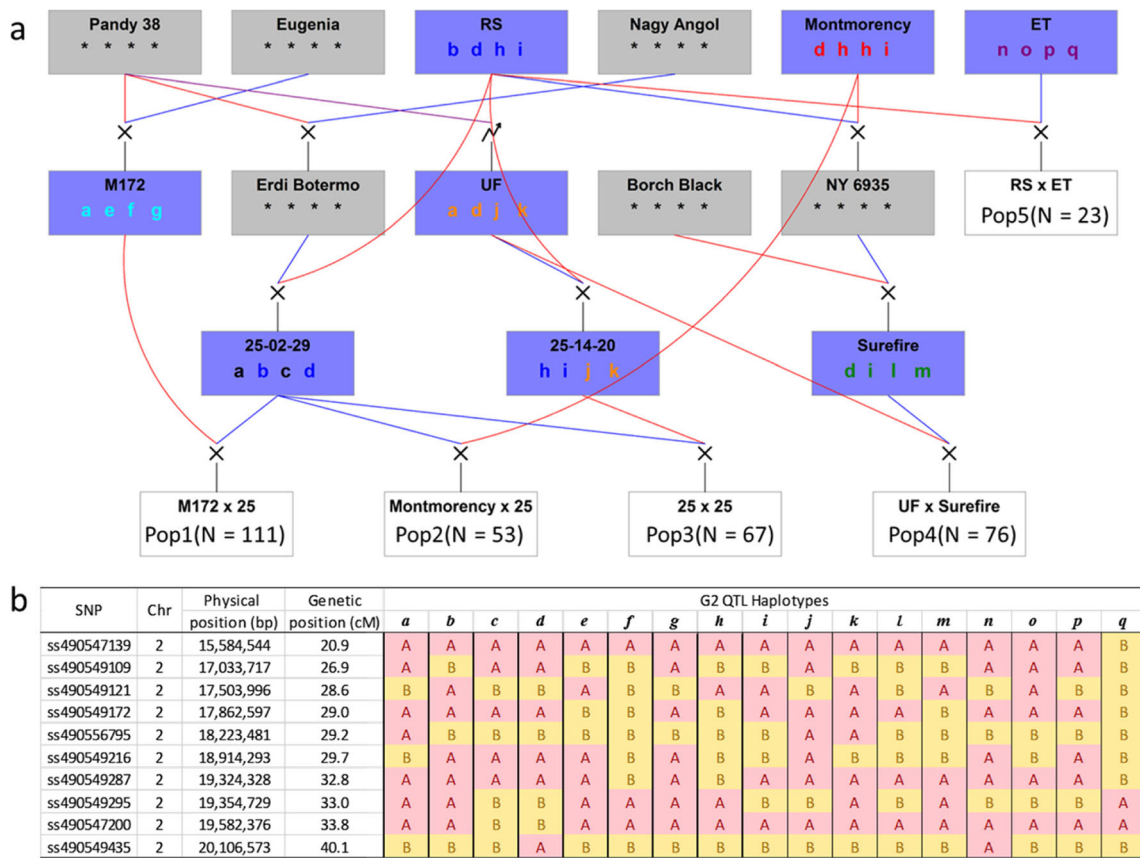 a
Pandy 38 Eugenia RS Nagy Angol Montmorency ET
* * * * * * * * b d h i * * * * d h h i n o p q
M172 Erdi Botermo UF Borch Black NY 6935 RS x ET
a e f g * * * * a d j k * * * * * * * * Pop5(N = 23)
25-02-29 25-14-20 Surefire
a b c d h i j k d i l m
M172 x 25 Montmorency x 25 25 x 25 UF x Surefire
Pop1(N = 111) Pop2(N = 53) Pop3(N = 67) Pop4(N = 76)
b
SNP Chr Physical position (bp) Genetic position (cM) G2 QTL Haplotypes
a b c d e f g h i j k l m n o p q
ss490547139 2 15,584,544 20.9 A A A A A A A A A A A A A A A A B
ss490549109 2 17,033,717 26.9 A B A A B B A B B A B B B A A A B
ss490549121 2 17,503,996 28.6 B A B B A B B A A B A B A B A B B
ss490549172 2 17,862,597 29.0 A A A A B B A B A A A A B A A A B
ss490556795 2 18,223,481 29.2 A B B B B B B B B A A B B B B B B
ss490549216 2 18,914,293 29.7 B A A A A B A B B A B B B A B A B
ss490549287 2 19,324,328 32.8 A A A A A B A B A A A A A A A A B
ss490549295 2 19,354,729 33.0 A A B B A A A A B B A B A B B B A
ss490547200 2 19,582,376 33.8 A A B B A A A A A A A A A A A A A
ss490549435 2 20,106,573 40.1 B B B A B B B B B B B B B A B B B